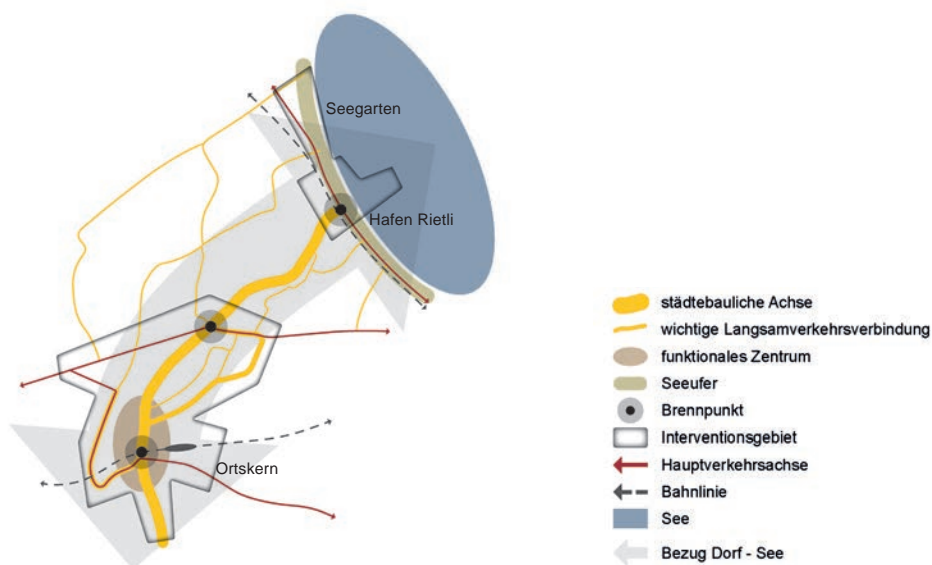 Seegarten
Hafen Rietli
Ortskern
städtebauliche Achse
wichtige Langsamverkehrsverbindung
funktionales Zentrum
Seeufer
Brennpunkt
Interventionsgebiet
Hauptverkehrsachse
Bahnlinie
See
Bezug Dorf - See